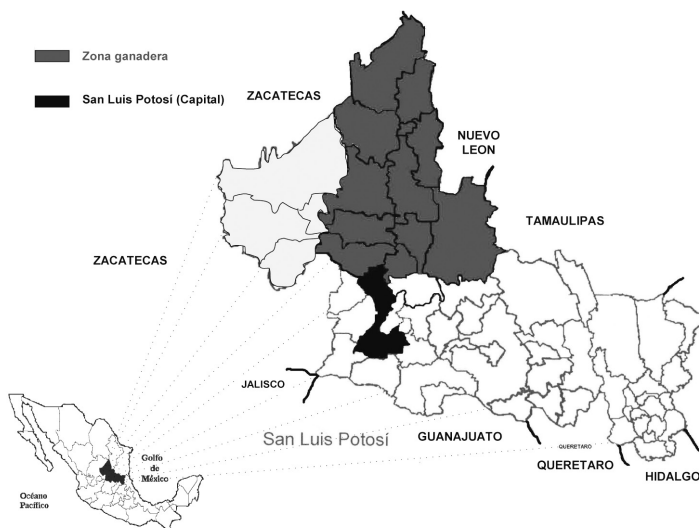 Zona ganadera
San Luis Potosí (Capital)
ZACATECAS
NUEVO
LEON
TAMAULIPAS
ZACATECAS
JALISCO
San Luis Potosí
GUANAJUATO
QUERETARO
QUERETARO
HIDALGO
Golfo
de
México
Océano
Pacífico